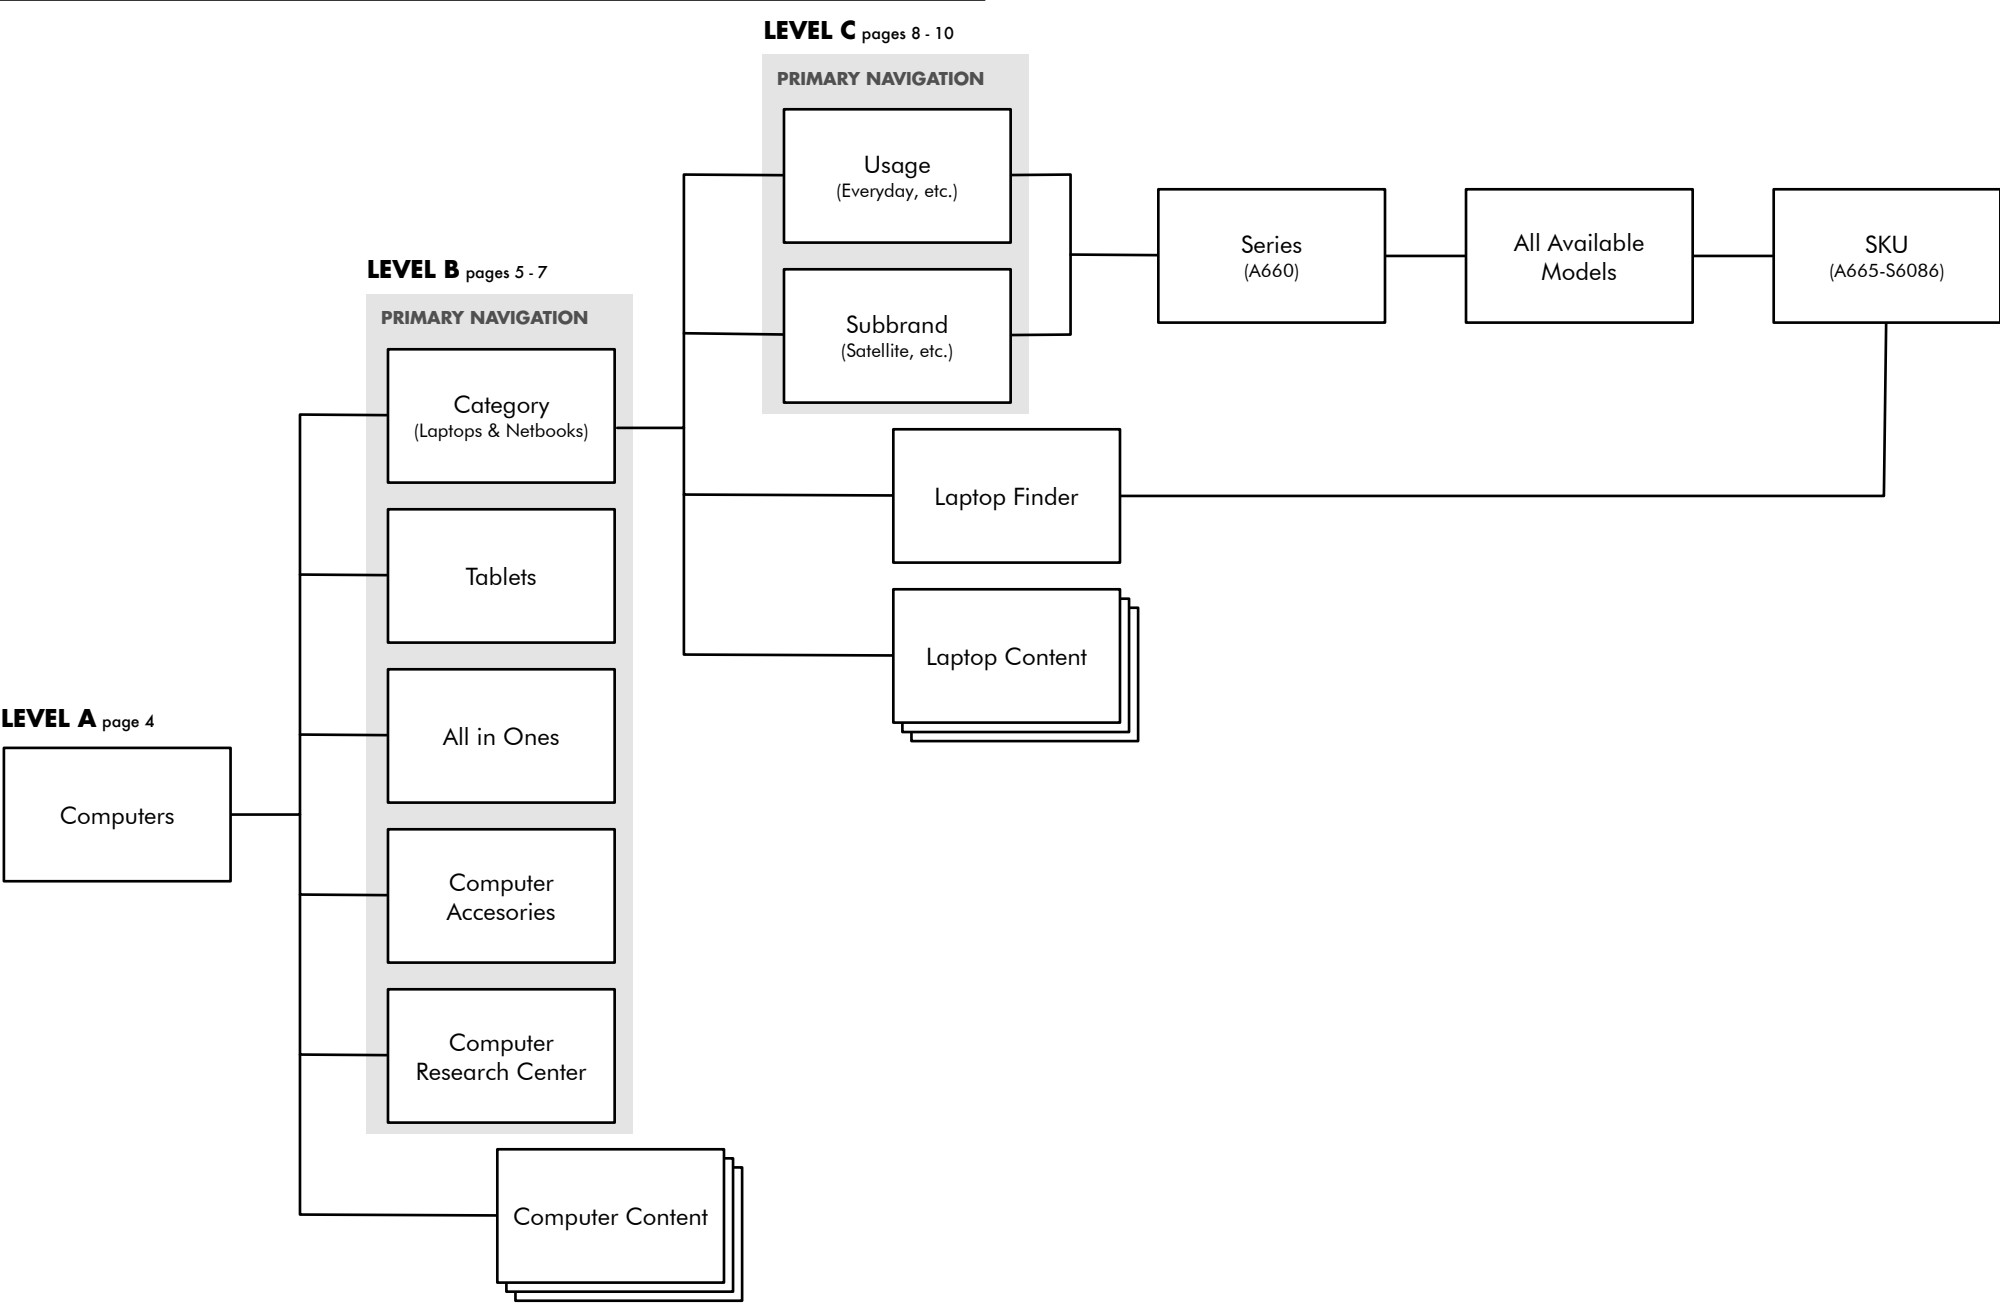 LEVEL C pages 8 - 10
PRIMARY NAVIGATION
Usage
(Everyday, etc.)
Subbrand
(Satellite, etc.)
Series
(A660)
All Available
Models
SKU
(A665-S6086)
LEVEL B pages 5 - 7
PRIMARY NAVIGATION
Category
(Laptops & Netbooks)
Tablets
All in Ones
Computer
Accesories
Computer
Research Center
Laptop Finder
Laptop Content
LEVEL A page 4
Computers
Computer Content